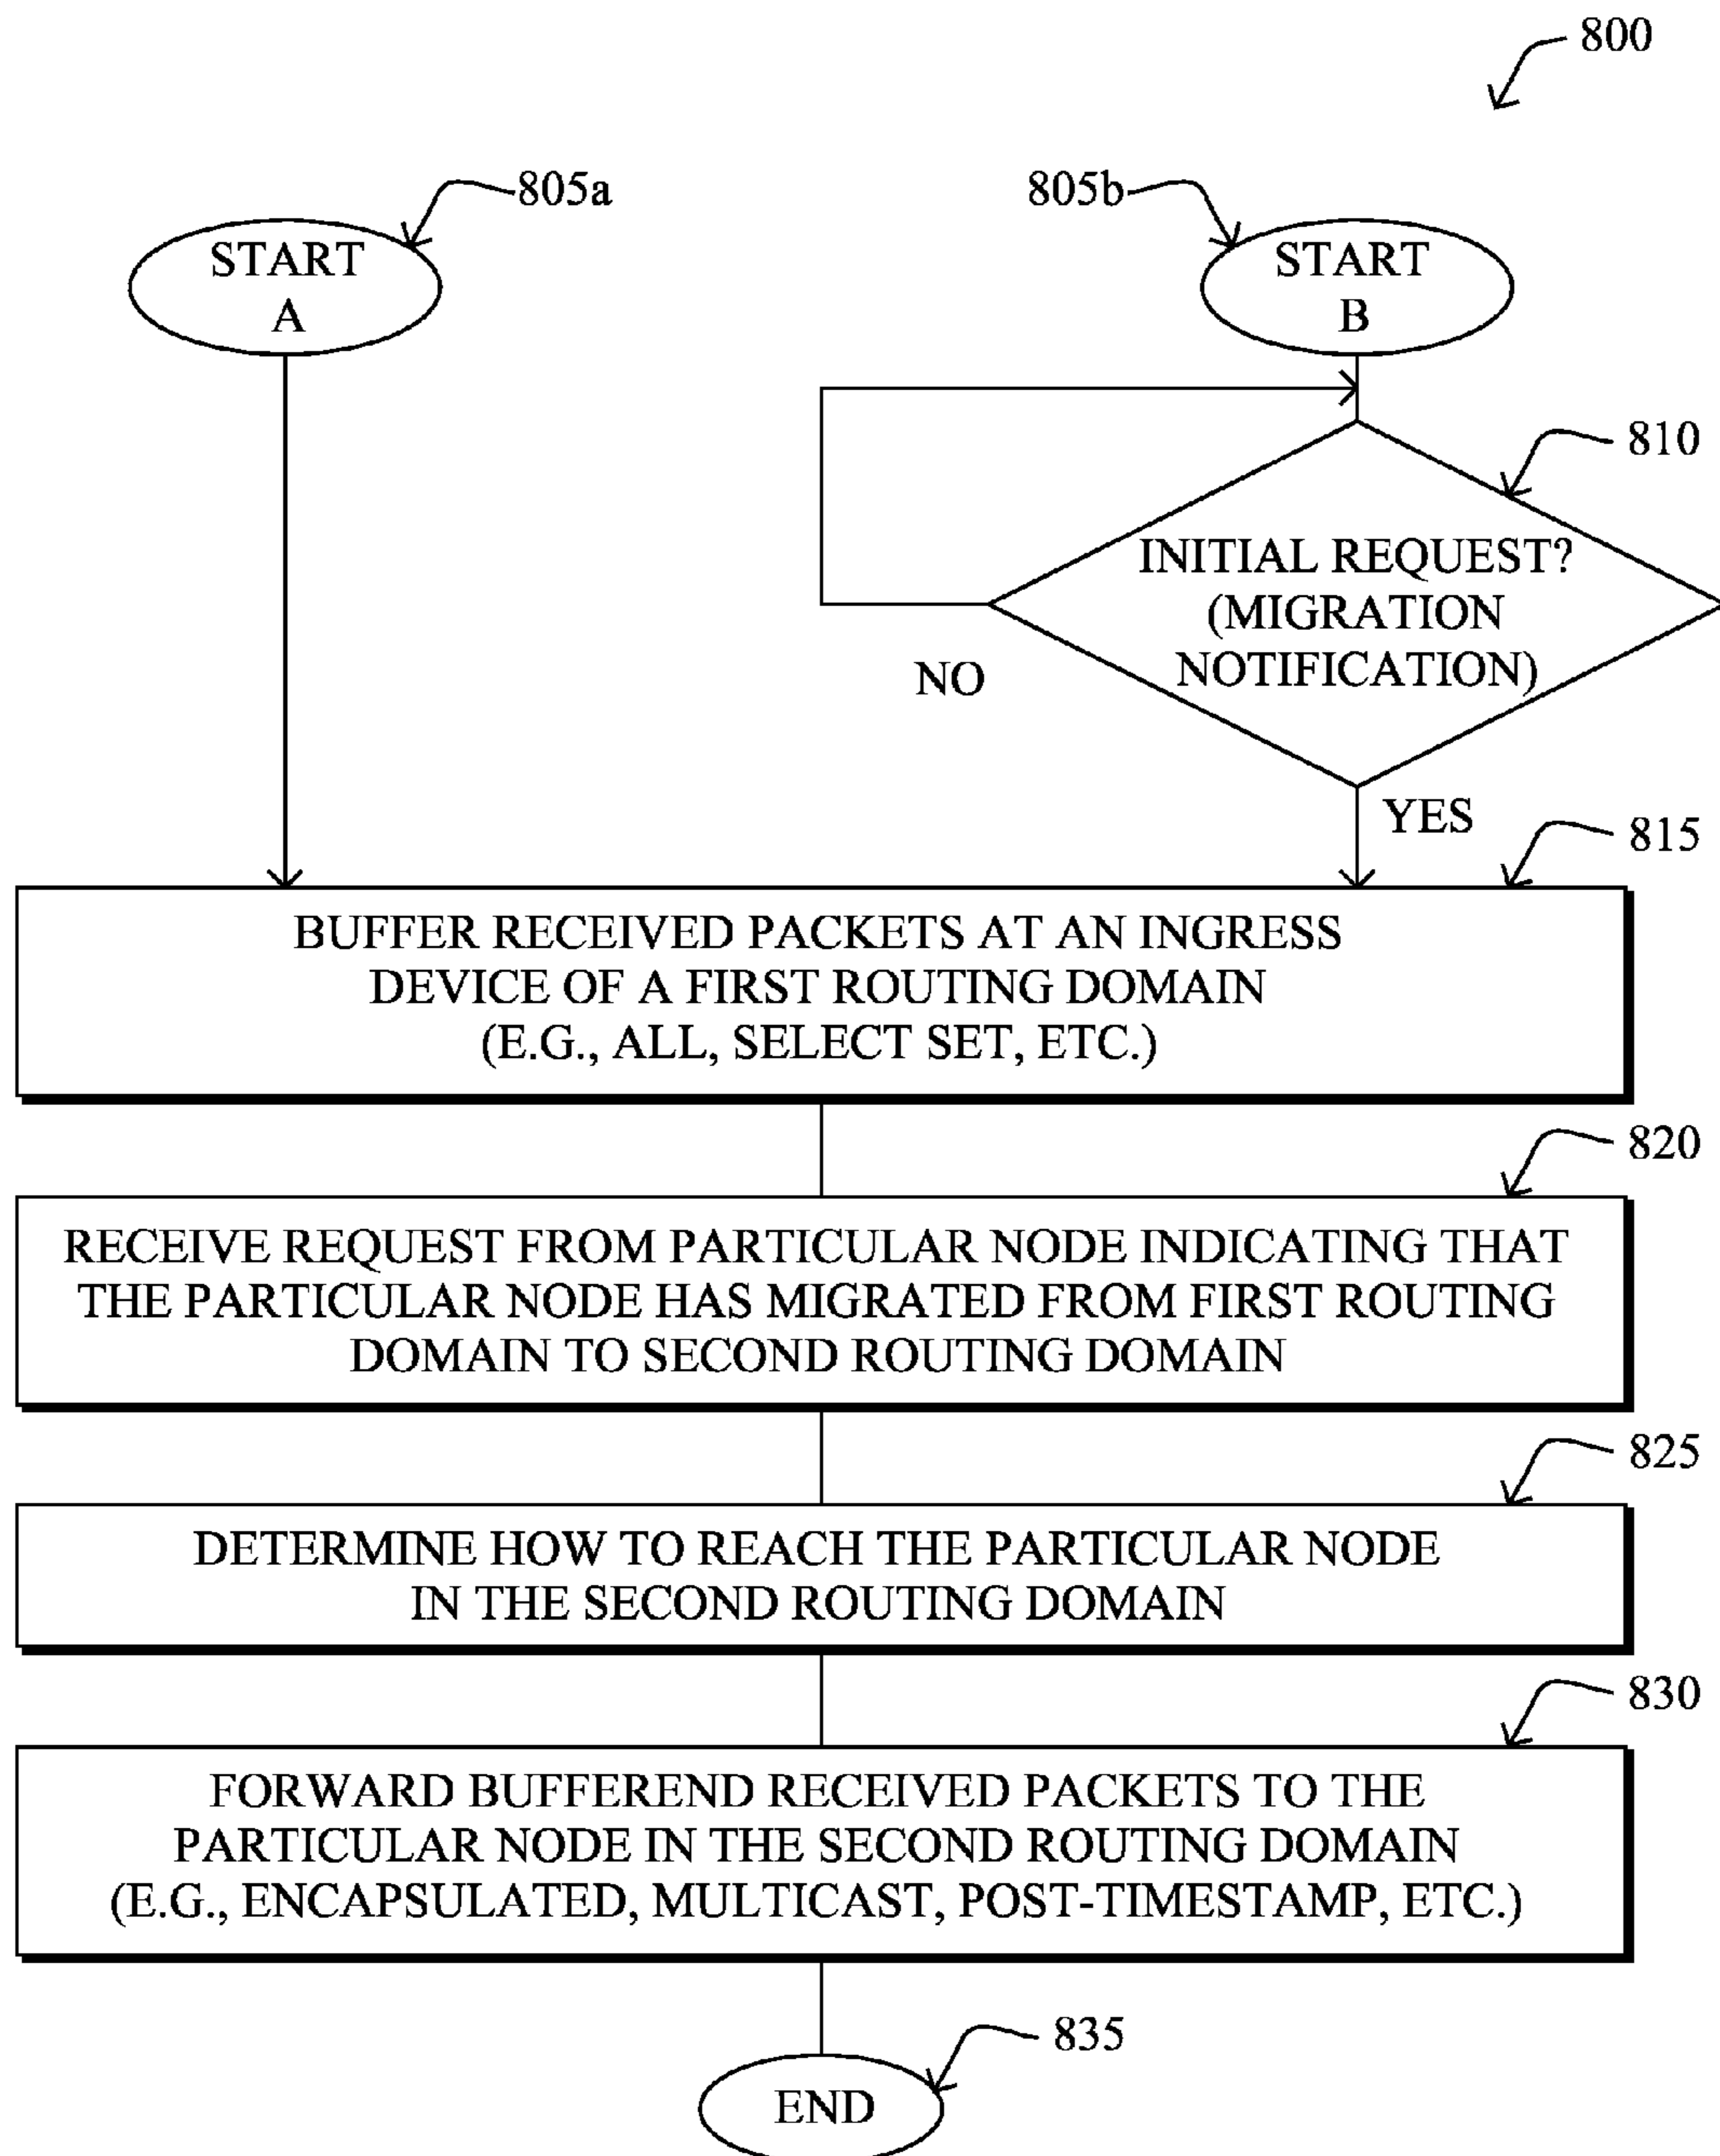 800
805a
805b
START
A
START
B
810
INITIAL REQUEST?
(MIGRATION
NOTIFICATION)
NO
YES
815
BUFFER RECEIVED PACKETS AT AN INGRESS
DEVICE OF A FIRST ROUTING DOMAIN
(E.G., ALL, SELECT SET, ETC.)
820
RECEIVE REQUEST FROM PARTICULAR NODE INDICATING THAT
THE PARTICULAR NODE HAS MIGRATED FROM FIRST ROUTING
DOMAIN TO SECOND ROUTING DOMAIN
825
DETERMINE HOW TO REACH THE PARTICULAR NODE
IN THE SECOND ROUTING DOMAIN
830
FORWARD BUFFEREND RECEIVED PACKETS TO THE
PARTICULAR NODE IN THE SECOND ROUTING DOMAIN
(E.G., ENCAPSULATED, MULTICAST, POST-TIMESTAMP, ETC.)
835
END